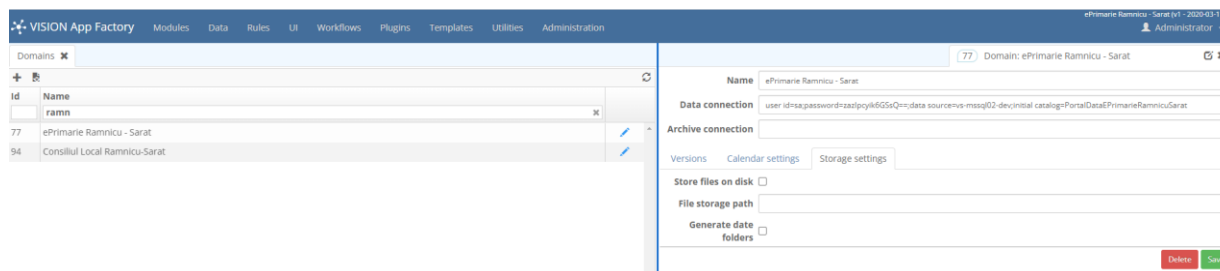 ePrimarie Ramnicu - Sarat (v1 - 2020-03-1
VISION App Factory Modules Data Rules UI Workflows Plugins Templates Utilities Administration
Administrator
Domains
77 Domain: ePrimarie Ramnicu - Sarat
Id Name
ramn
77 ePrimarie Ramnicu - Sarat
94 Consiliul Local Ramnicu-Sarat
Name ePrimarie Ramnicu - Sarat
Data connection user id=sa;password=zazlpcyik6GSsQ==;data source=vs-mssql02-dev;initial catalog=PortalDataEPrimarieRamnicuSarat
Archive connection
Versions Calendar settings Storage settings
Store files on disk
File storage path
Generate date
folders
Delete Sav